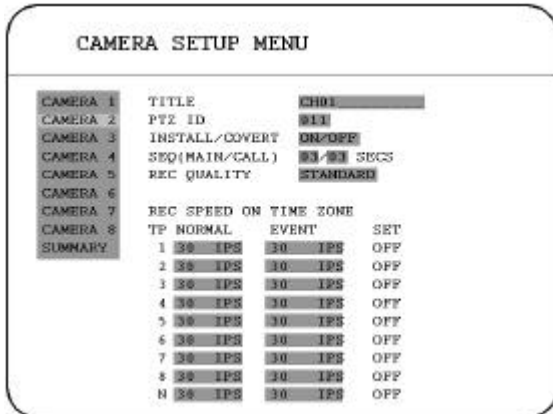 CAMERA SETUP MENU
CAMERA 1
CAMERA 2
CAMERA 3
CAMERA 4
CAMERA 5
CAMERA 6
CAMERA 7
CAMERA 8
SUMMARY
TITLE CH01
PTZ ID 011
INSTALL/COVERT ON/OFF
SEQ(MAIN/CALL) 03/03 SECS
REC QUALITY STANDARD
REC SPEED ON TIME ZONE
TP NORMAL EVENT SET
1 30 IPS 30 IPS OFF
2 30 IPS 30 IPS OFF
3 30 IPS 30 IPS OFF
4 30 IPS 30 IPS OFF
5 30 IPS 30 IPS OFF
6 30 IPS 30 IPS OFF
7 30 IPS 30 IPS OFF
8 30 IPS 30 IPS OFF
N 30 IPS 30 IPS OFF